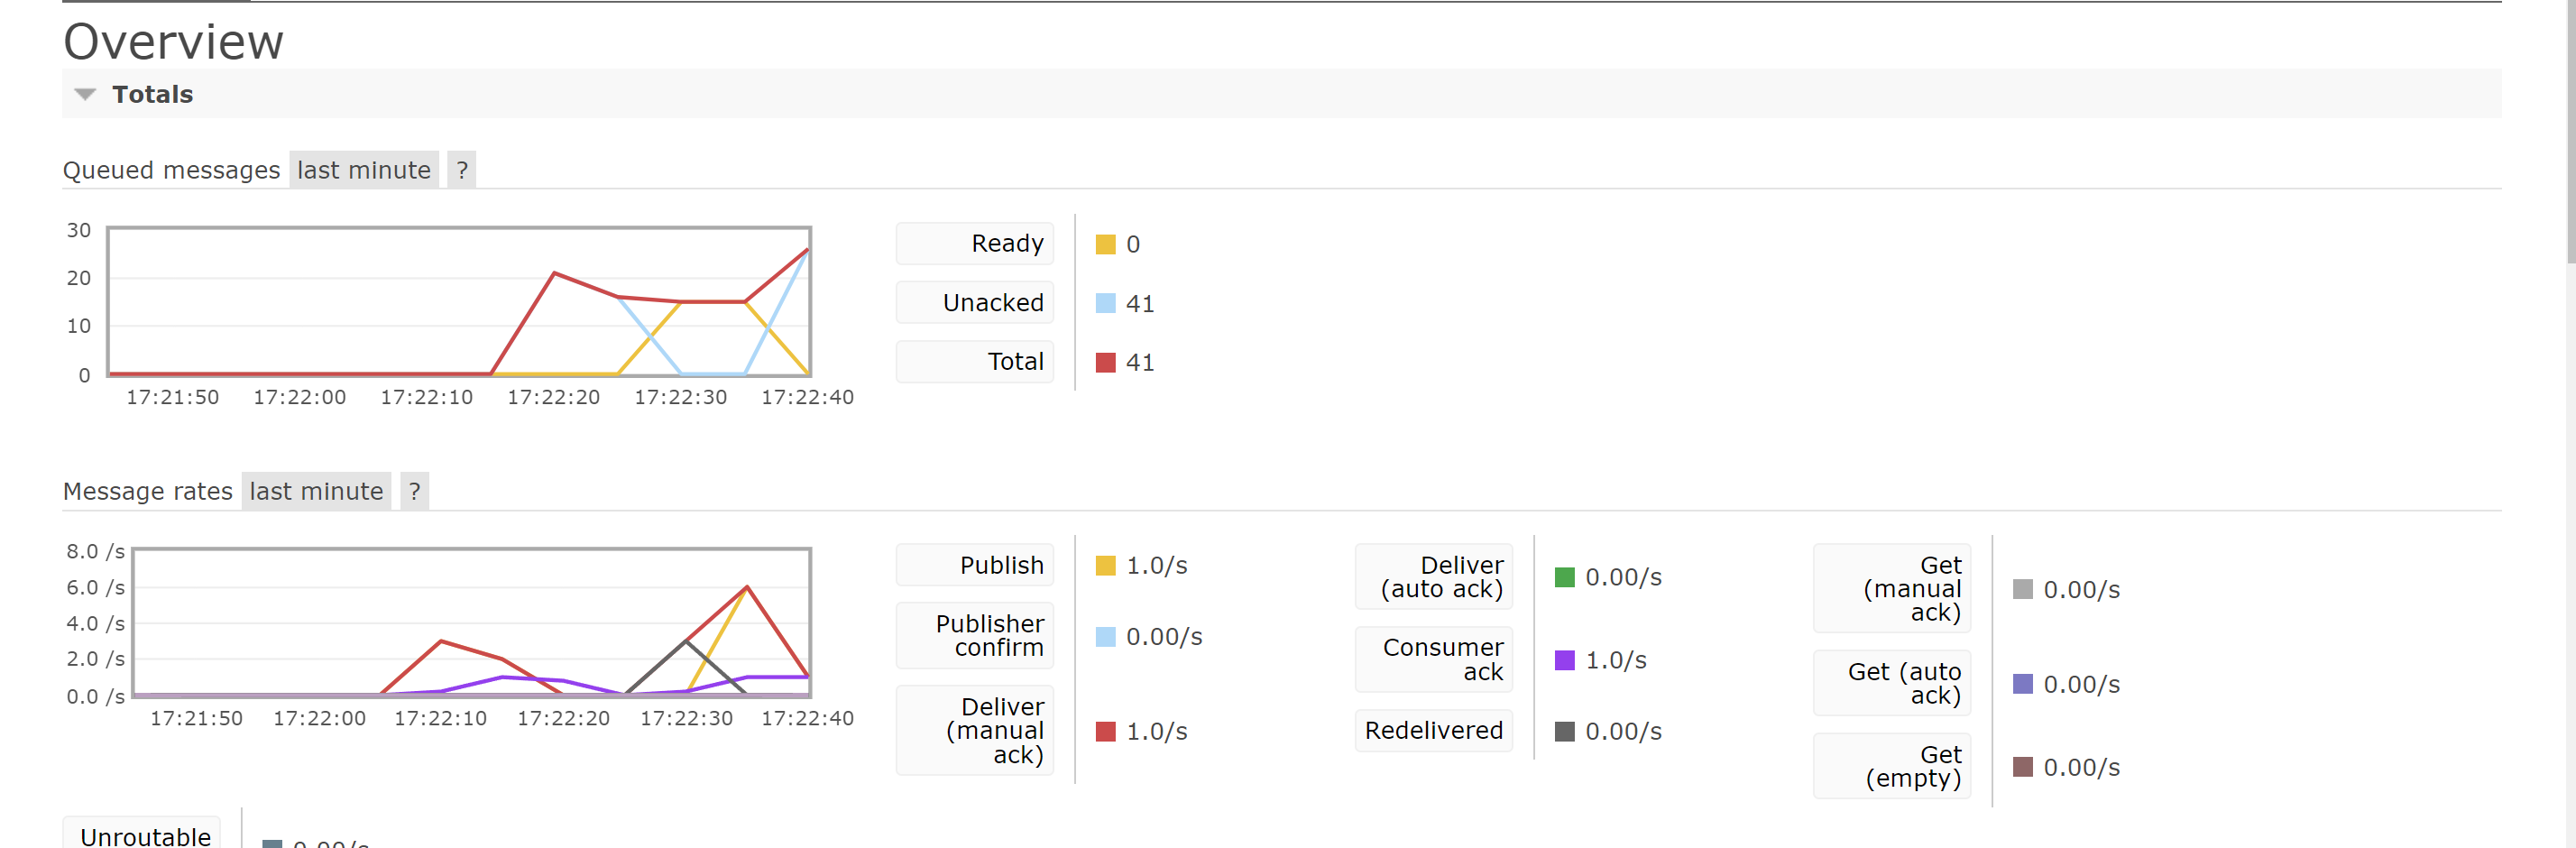 Overview
Totals
Queued messages last minute ?
30
20
10
0
17:21:50 17:22:00 17:22:10 17:22:20 17:22:30 17:22:40
Ready 0
Unacked 41
Total 41
Message rates last minute ?
8.0 /s
6.0 /s
4.0 /s
2.0 /s
0.0 /s
17:21:50 17:22:00 17:22:10 17:22:20 17:22:30 17:22:40
Publish 1.0/s
Publisher
confirm 0.00/s
Deliver
(manual
ack) 1.0/s
Deliver
(auto ack) 0.00/s
Consumer
ack 1.0/s
Redelivered 0.00/s
Get
(manual
ack) 0.00/s
Get (auto
ack) 0.00/s
Get
(empty) 0.00/s
Unroutable
0.00/s